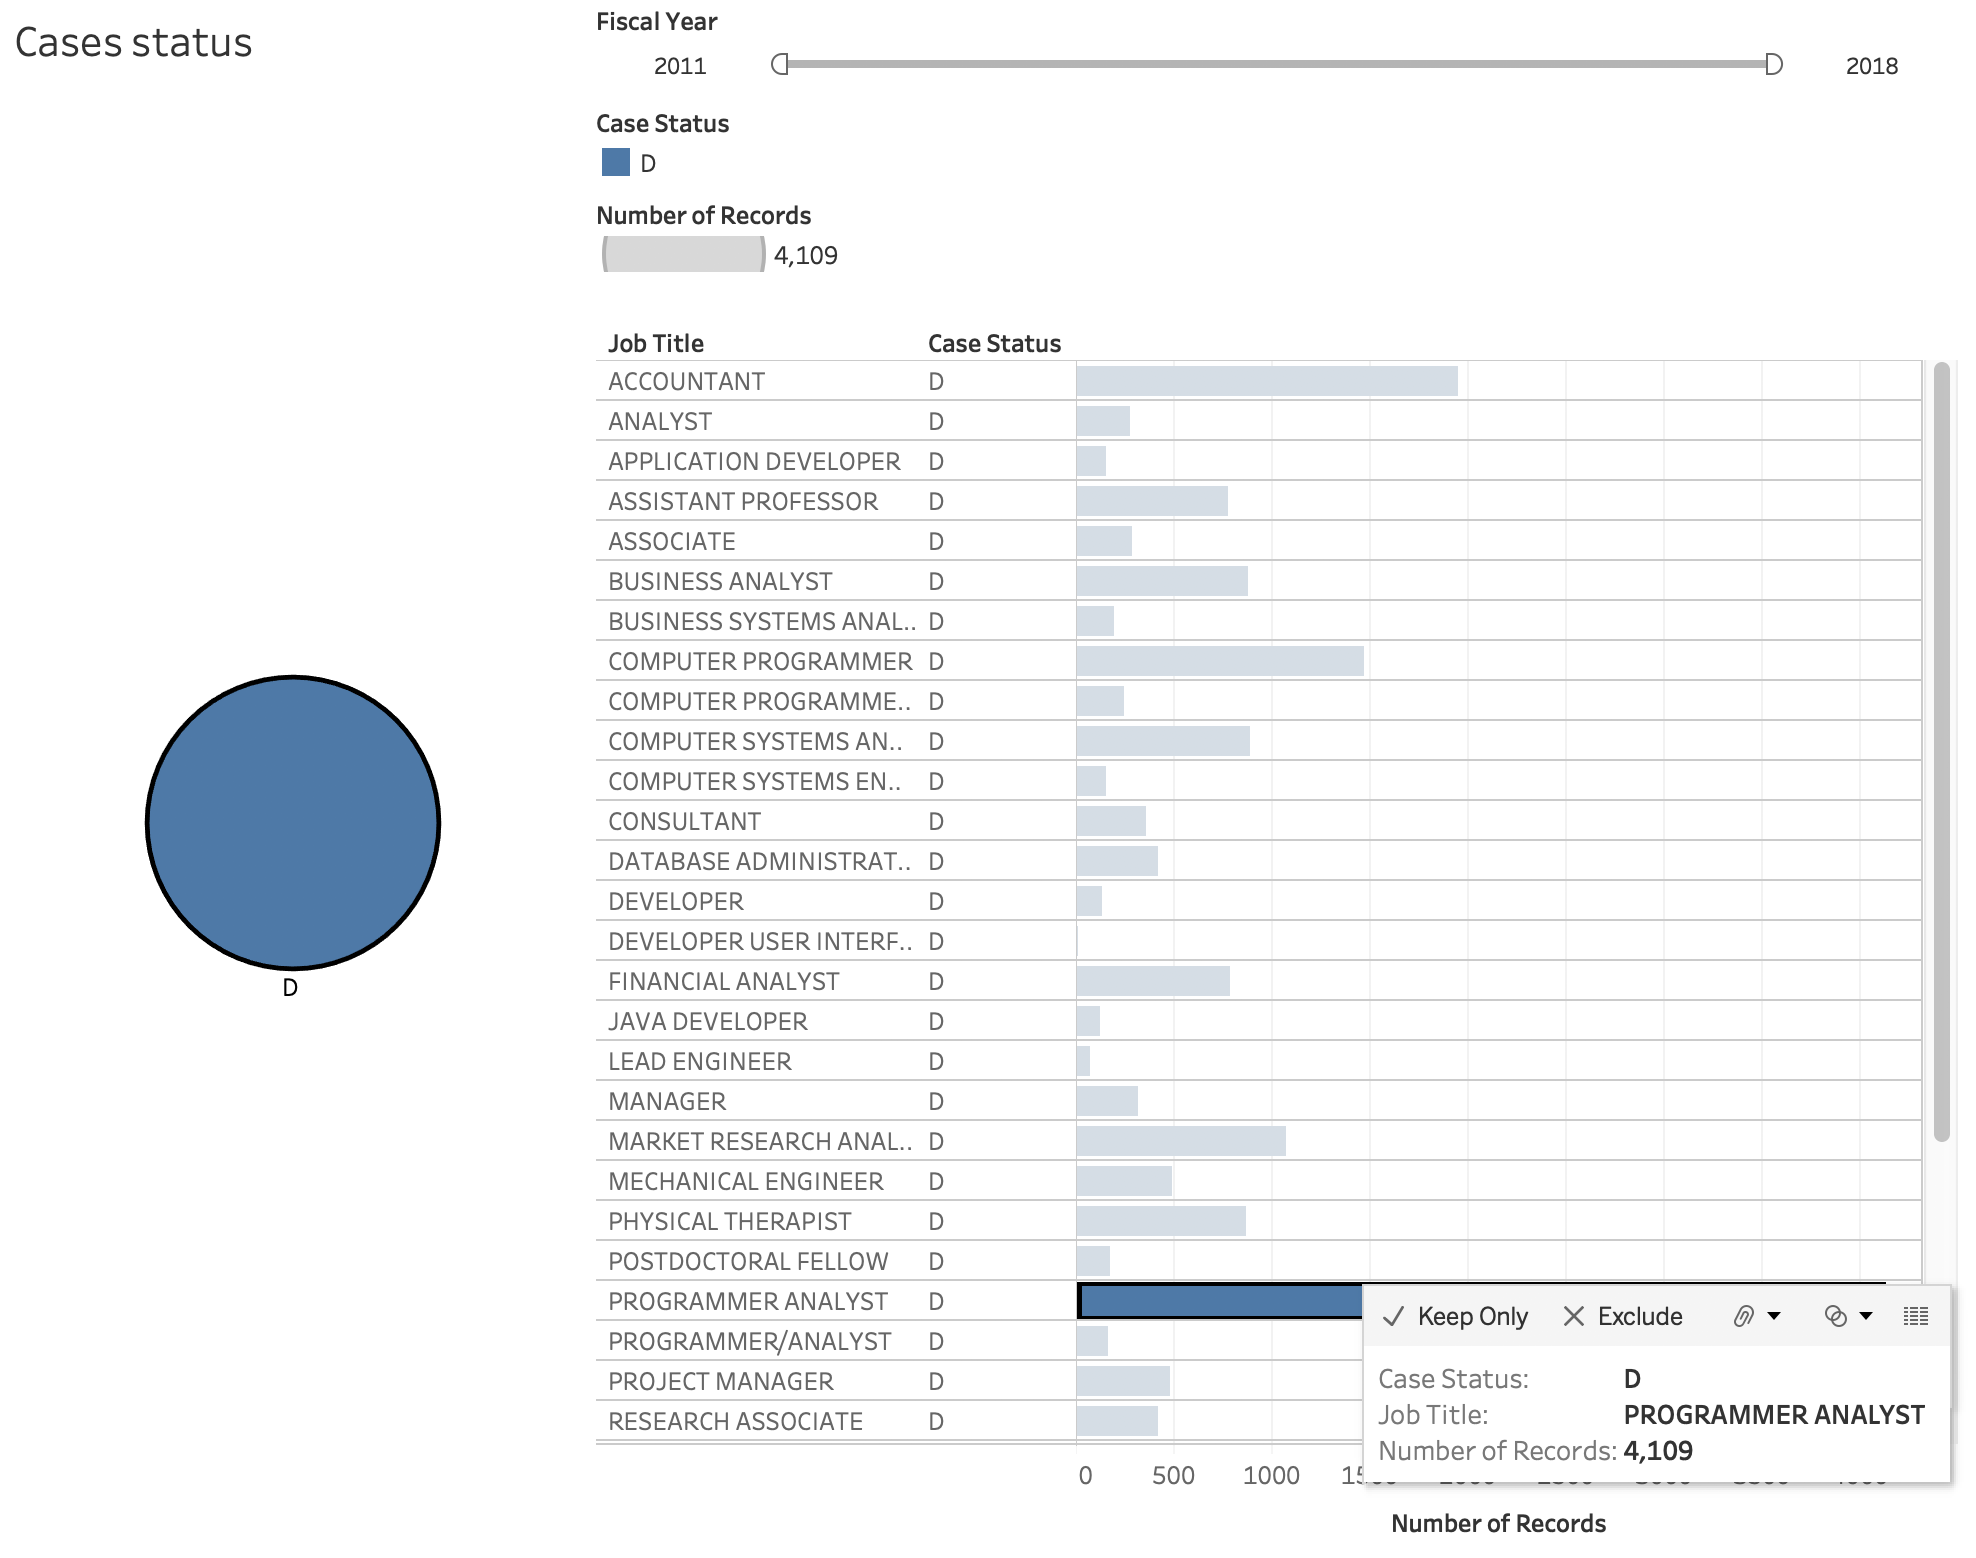 Cases status
Fiscal Year
2011 2018
Case Status
D
Number of Records
4,109
Job Title Case Status
ACCOUNTANT D
ANALYST D
APPLICATION DEVELOPER D
ASSISTANT PROFESSOR D
ASSOCIATE D
BUSINESS ANALYST D
BUSINESS SYSTEMS ANAL.. D
COMPUTER PROGRAMMER D
COMPUTER PROGRAMME.. D
COMPUTER SYSTEMS AN.. D
COMPUTER SYSTEMS EN.. D
CONSULTANT D
DATABASE ADMINISTRAT.. D
DEVELOPER D
DEVELOPER USER INTERF.. D
FINANCIAL ANALYST D
JAVA DEVELOPER D
LEAD ENGINEER D
MANAGER D
MARKET RESEARCH ANAL.. D
MECHANICAL ENGINEER D
PHYSICAL THERAPIST D
POSTDOCTORAL FELLOW D
PROGRAMMER ANALYST D
PROGRAMMER/ANALYST D
PROJECT MANAGER D
RESEARCH ASSOCIATE D
D
Keep Only Exclude
Case Status: D
Job Title: PROGRAMMER ANALYST
Number of Records: 4,109
0 500 1000
Number of Records